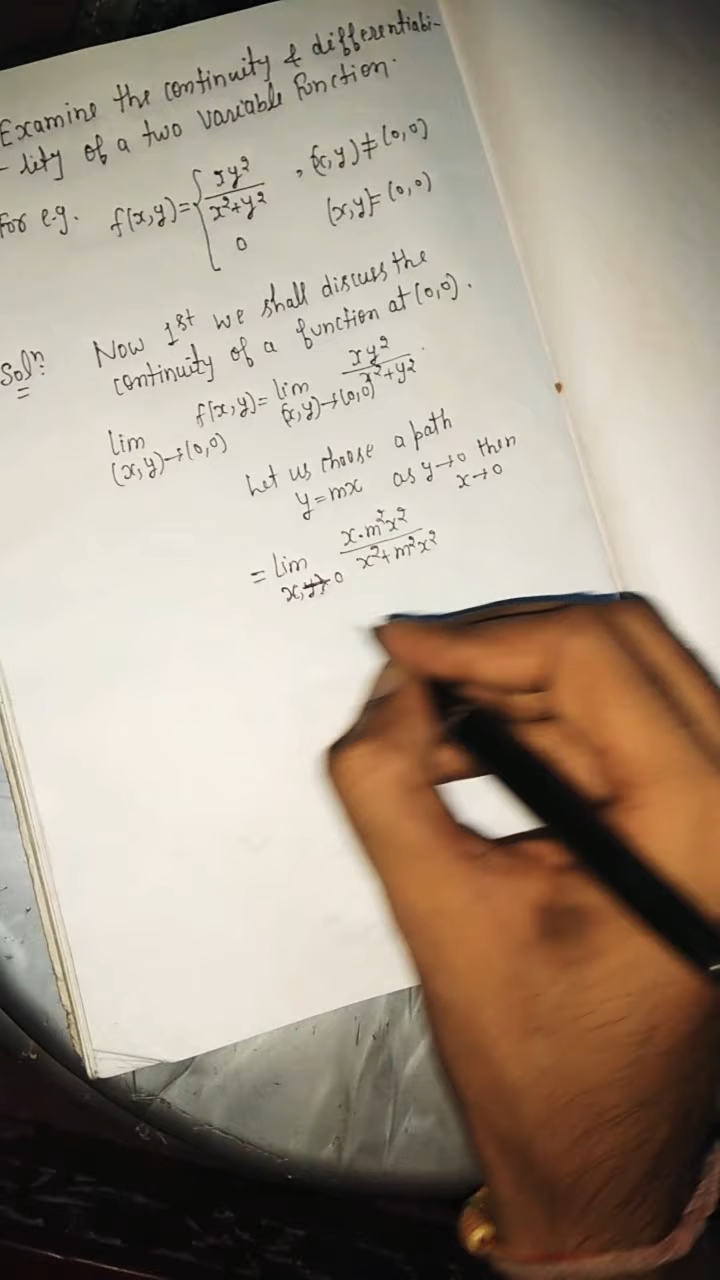 Examine the continuity & differentiabi-
- lity of a two variable function.
For e.g. f(x,y)= { xy²/x²+y² , (x,y)≠(0,0)
0 (x,y)=(0,0)
Solⁿ: Now 1st we shall discuss the
continuity of a function at (0,0).
lim (x,y)→(0,0) f(x,y)= lim (x,y)→(0,0) xy²/x²+y².
Let us choose a path
y=mx as y→0 then
x→0
= lim x→0 x·m²x²/x²+m²x²